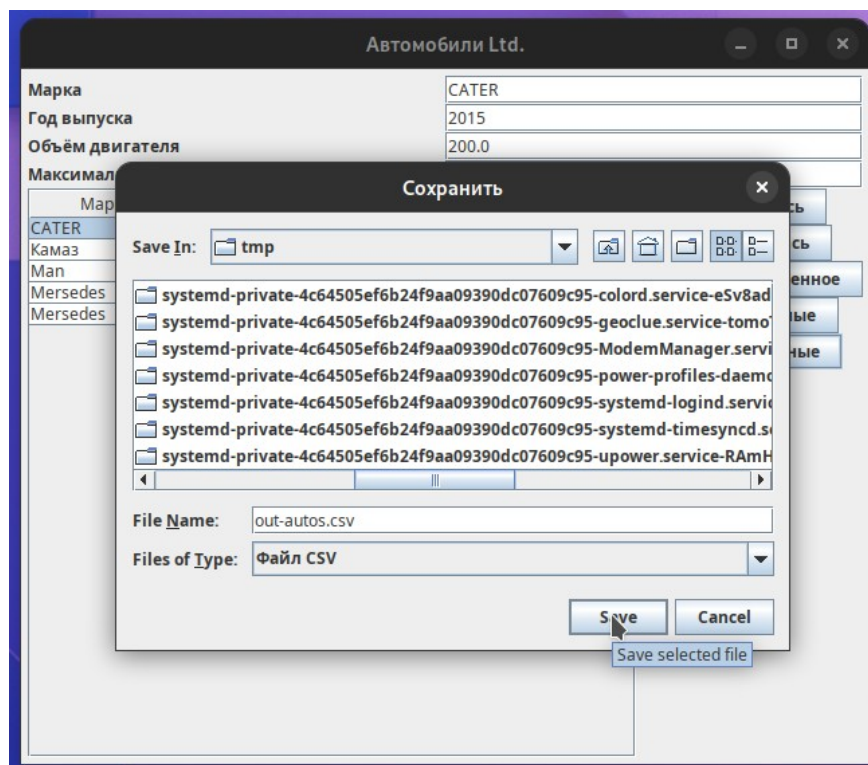 Автомобили Ltd.
Марка CATER
Год выпуска 2015
Объём двигателя 200.0
Максимал
Сохранить
Мар
сь
CATER
Save In: tmp
сь
Камаз
Man
енное
Mersedes
ые
Mersedes
ные
systemd-private-4c64505ef6b24f9aa09390dc07609c95-colord.service-eSv8ad
systemd-private-4c64505ef6b24f9aa09390dc07609c95-geoclue.service-tomo
systemd-private-4c64505ef6b24f9aa09390dc07609c95-ModemManager.servi
systemd-private-4c64505ef6b24f9aa09390dc07609c95-power-profiles-daemo
systemd-private-4c64505ef6b24f9aa09390dc07609c95-systemd-logind.servic
systemd-private-4c64505ef6b24f9aa09390dc07609c95-systemd-timesyncd.s
systemd-private-4c64505ef6b24f9aa09390dc07609c95-upower.service-RAmH
File Name: out-autos.csv
Files of Type: Файл CSV
Save Cancel
Save selected file